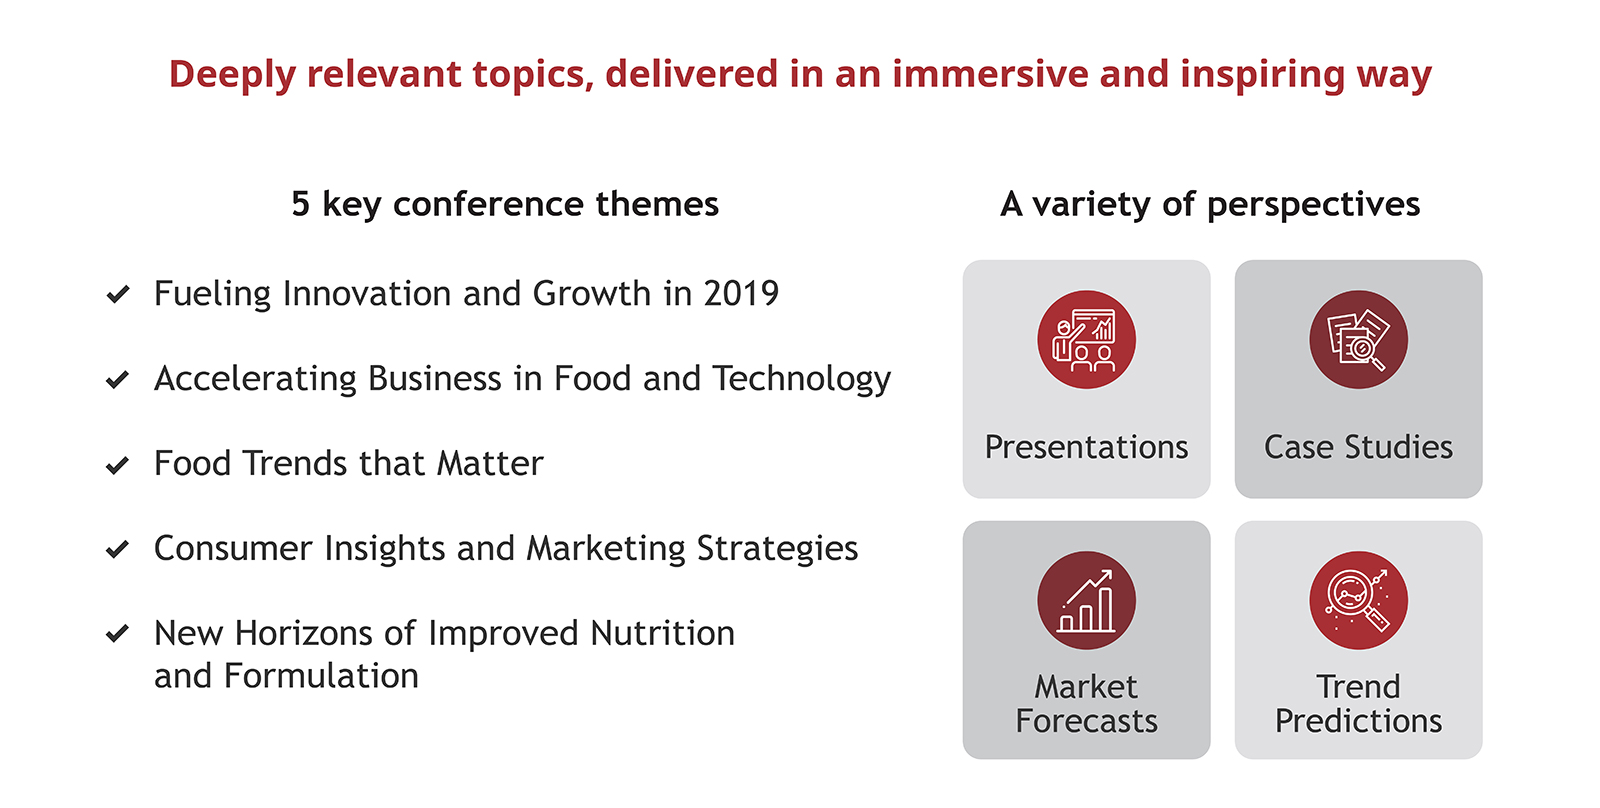 Deeply relevant topics, delivered in an immersive and inspiring way
5 key conference themes
Fueling Innovation and Growth in 2019
Accelerating Business in Food and Technology
Food Trends that Matter
Consumer Insights and Marketing Strategies
New Horizons of Improved Nutrition
and Formulation
A variety of perspectives
Presentations
Case Studies
Market
Forecasts
Trend
Predictions